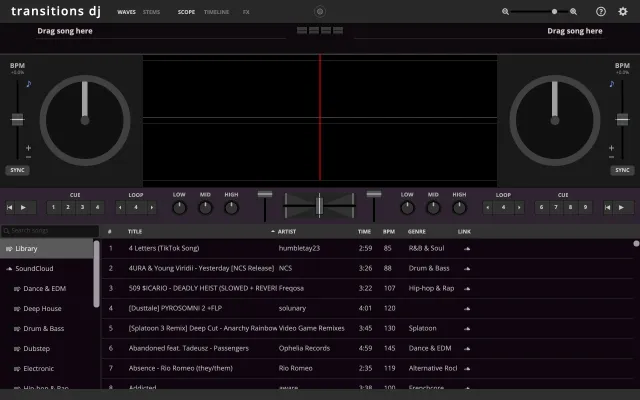 transitions dj WAVES STEMS SCOPE TIMELINE FX
Drag song here Drag song here
BPM BPM
+0.0% +0.0%
SYNC SYNC
CUE LOOP LOW MID HIGH LOW MID HIGH LOOP CUE
1 2 3 4 4 4 6 7 8 9
Search songs
# TITLE ARTIST TIME BPM GENRE LINK
Library
SoundCloud
Dance & EDM
Deep House
Drum & Bass
Dubstep
Electronic
Hip-hop & Rap
1 4 Letters (TikTok Song) humbletay23 2:59 85 R&B & Soul
2 4URA & Young Viridii - Yesterday [NCS Release] NCS 3:26 88 Drum & Bass
3 509 $ICARIO - DEADLY HEIST (SLOWED + REVERB Freqosa 3:22 107 Hip-hop & Rap
4 [Dusttale] PYROSOMNI 2 +FLP solunary 4:01 120
5 [Splatoon 3 Remix] Deep Cut - Anarchy Rainbow Video Game Remixes 3:45 130 Splatoon
6 Abandoned feat. Tadeusz - Passengers Ophelia Records 4:59 145 Dance & EDM
7 Absence - Rio Romeo (they/them) Rio Romeo 2:35 119 Alternative Rock
8 Addicted aware 3:38 100 Frenchcore